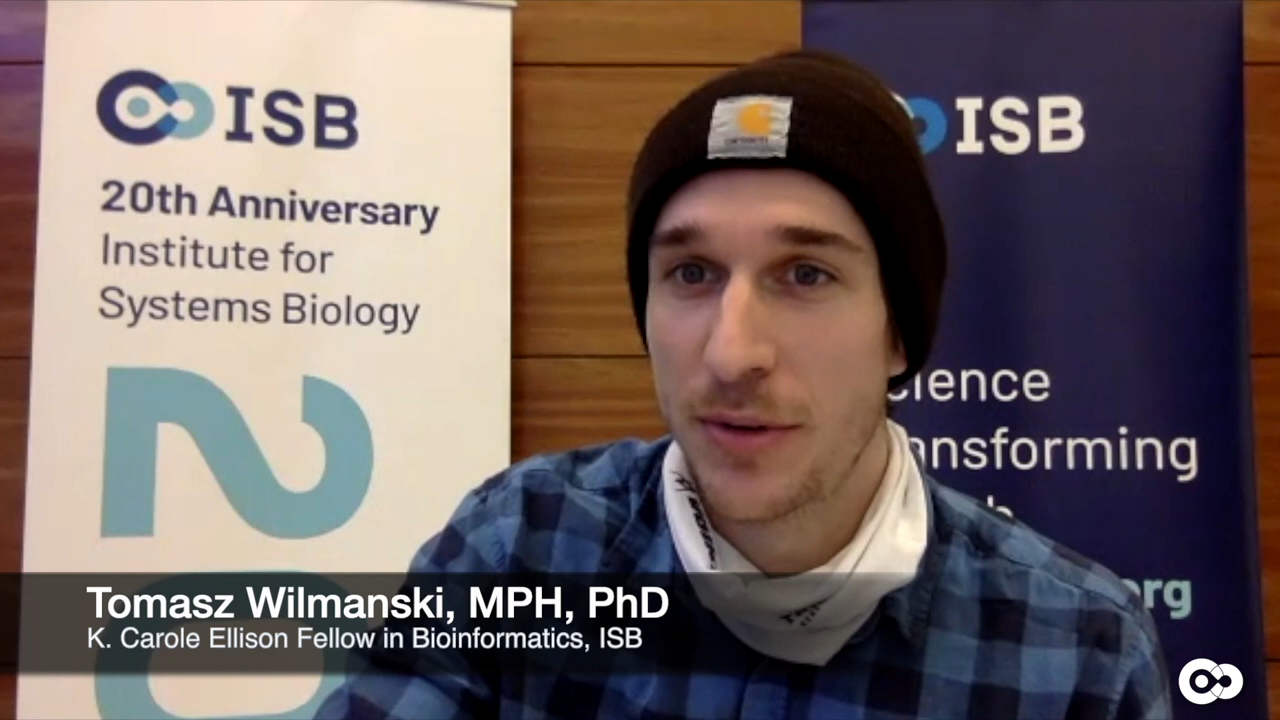 ISB
20th Anniversary
Institute for
Systems Biology
20
ISB
cience
ansforming
h
org
Tomasz Wilmanski, MPH, PhD
K. Carole Ellison Fellow in Bioinformatics, ISB